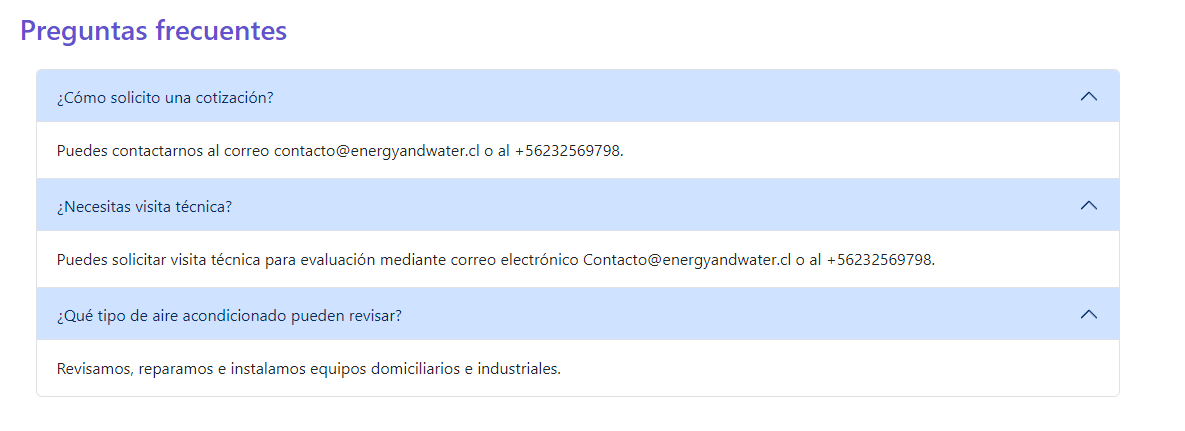 Preguntas frecuentes
¿Cómo solicito una cotización?
Puedes contactarnos al correo contacto@energyandwater.cl o al +56232569798.
¿Necesitas visita técnica?
Puedes solicitar visita técnica para evaluación mediante correo electrónico Contacto@energyandwater.cl o al +56232569798.
¿Qué tipo de aire acondicionado pueden revisar?
Revisamos, reparamos e instalamos equipos domiciliarios e industriales.